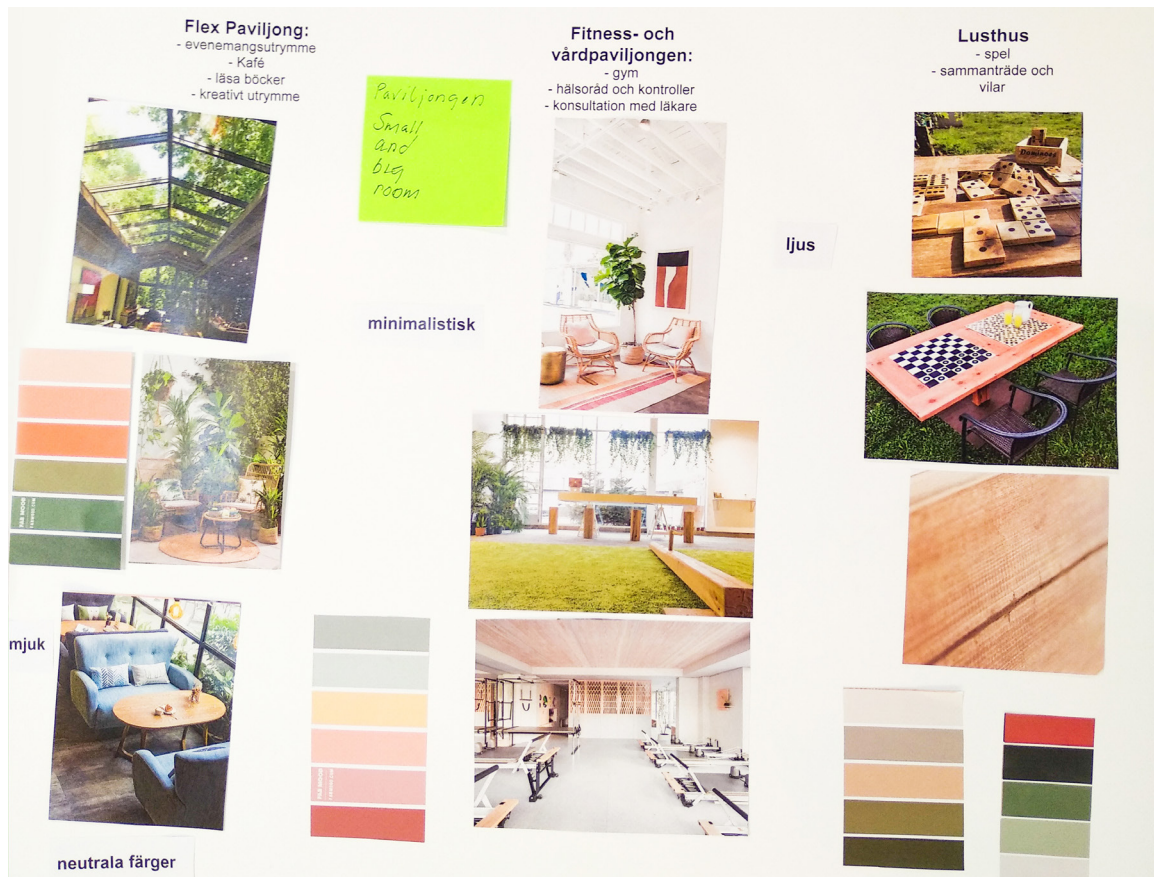 Flex Paviljong:
- evenemangsutrymme
- Kafé
- läsa böcker
- kreativt utrymme
Paviljongen
Small
and
big
room
Fitness- och
vårdpaviljongen:
- gym
- hälsoråd och kontroller
- konsultation med läkare
Lusthus
- spel
- sammanträde och
vilar
Dominoes
ljus
minimalistisk
mjuk
neutrala färger